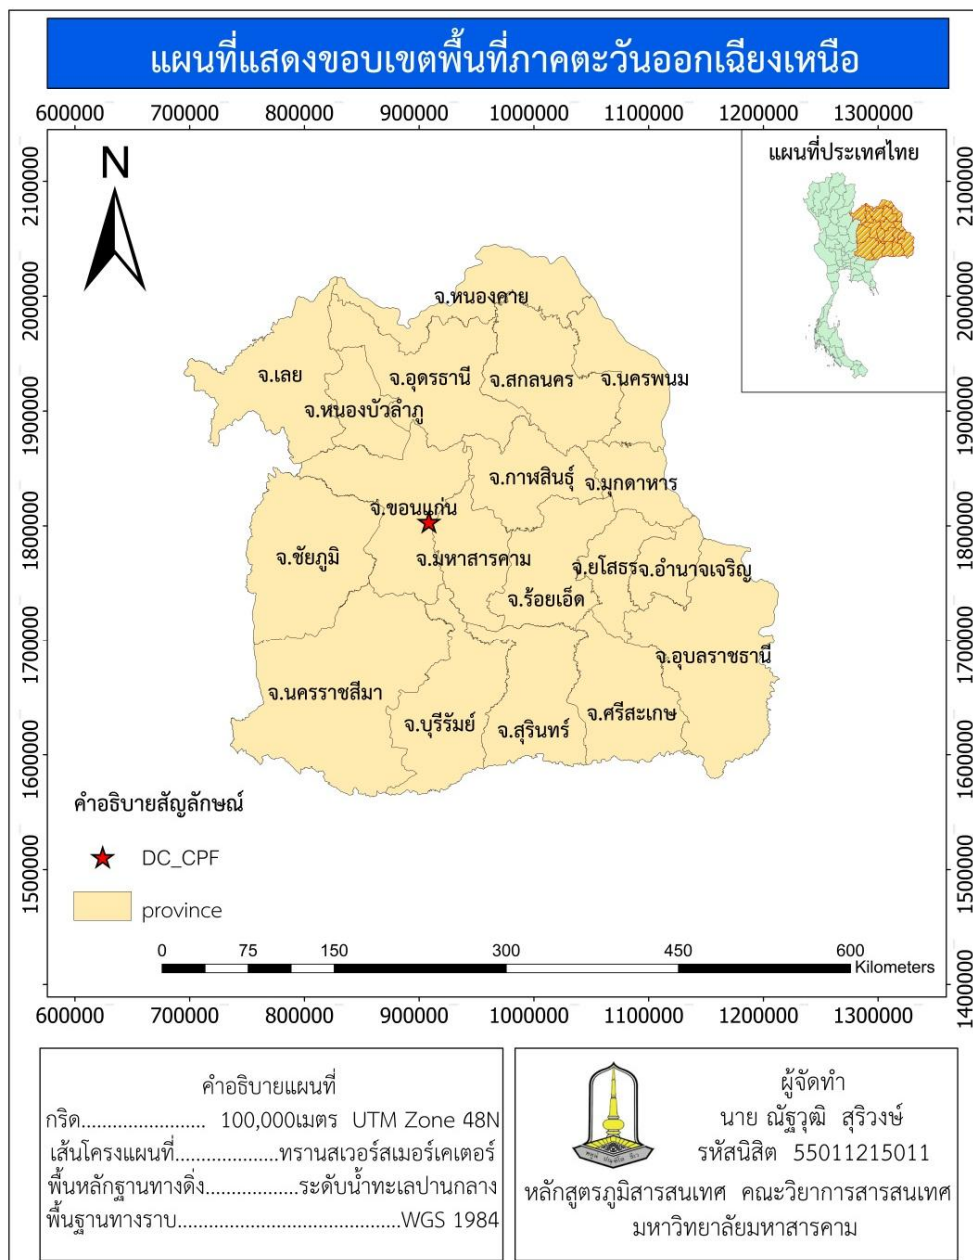 แผนที่แสดงขอบเขตพื้นที่ภาคตะวันออกเฉียงเหนือ
600000 700000 800000 900000 1000000 1100000 1200000 1300000
แผนที่ประเทศไทย
N
2100000 2100000
2000000 2000000
1900000 1900000
1800000 1800000
1700000 1700000
1600000 1600000
1500000 1500000
1400000
จ.หนองคาย
จ.เลย
จ.อุดรธานี
จ.สกลนคร
จ.นครพนม
จ.หนองบัวลำภู
จ.กาฬสินธุ์
จ.มุกดาหาร
จ.ขอนแก่น
จ.ชัยภูมิ
จ.มหาสารคาม
จ.ยโสธร
จ.อำนาจเจริญ
จ.ร้อยเอ็ด
จ.อุบลราชธานี
จ.นครราชสีมา
จ.บุรีรัมย์
จ.สุรินทร์
จ.ศรีสะเกษ
คำอธิบายสัญลักษณ์
DC_CPF
province
0 75 150 300 450 600
Kilometers
600000 700000 800000 900000 1000000 1100000 1200000 1300000
คำอธิบายแผนที่
กริด........................ 100,000เมตร UTM Zone 48N
เส้นโครงแผนที่....................ทรานสเวอร์สเมอร์เคเตอร์
พื้นหลักฐานทางดิ่ง..................ระดับน้ำทะเลปานกลาง
พื้นฐานทางราบ.......................................WGS 1984
ผู้จัดทำ
นาย ณัฐวุฒิ สุริวงษ์
รหัสนิสิต 55011215011
หลักสูตรภูมิสารสนเทศ คณะวิยาการสารสนเทศ
มหาวิทยาลัยมหาสารคาม